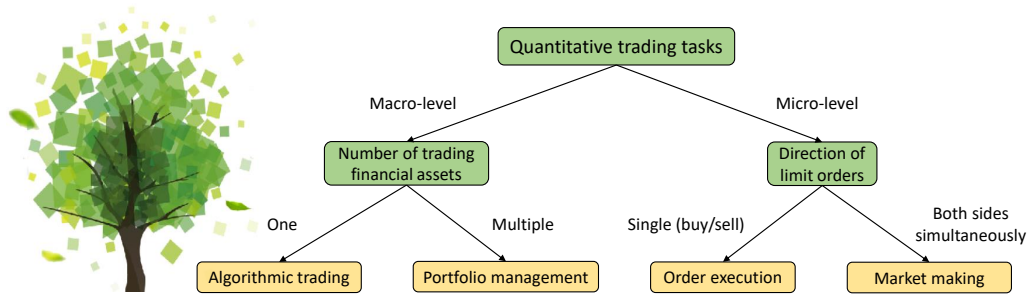 Quantitative trading tasks
Macro-level
Micro-level
Number of trading
financial assets
Direction of
limit orders
One
Multiple
Single (buy/sell)
Both sides
simultaneously
Algorithmic trading
Portfolio management
Order execution
Market making